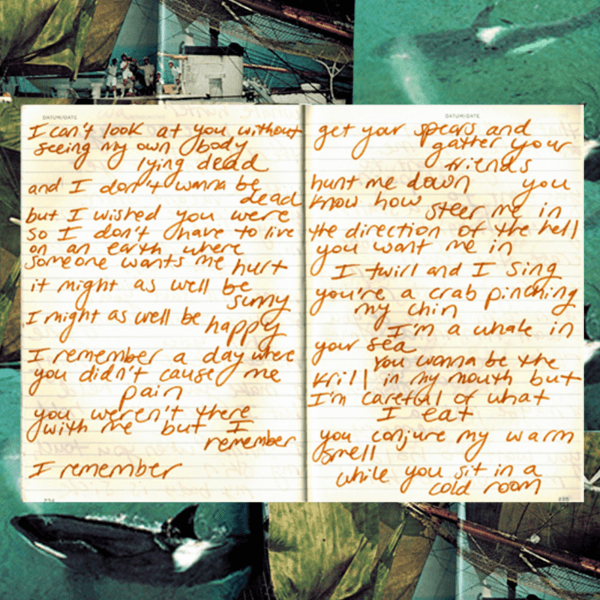 DATUM/DATE
I can't look at you without
seeing my own body
lying dead
and I don't wanna be
dead
but I wished you were
so I don't have to live
on an earth where
someone wants me hurt
it might as well be
sunny
I might as well be happy
I remember a day where
you didn't cause me
pain
you weren't there
with me but I
remember
I remember
234
DATUM/DATE
get your spears and
gatter your
friends
hunt me down you
know how
steer me in
the direction of the hell
you want me in
I twirl and I sing
you're a crab pinching
my chin
I'm a whale in
your sea
you wanna be the
krill in my mouth but
I'm careful of what
I eat
you conjure my warm
smell
while you sit in a
cold room
235